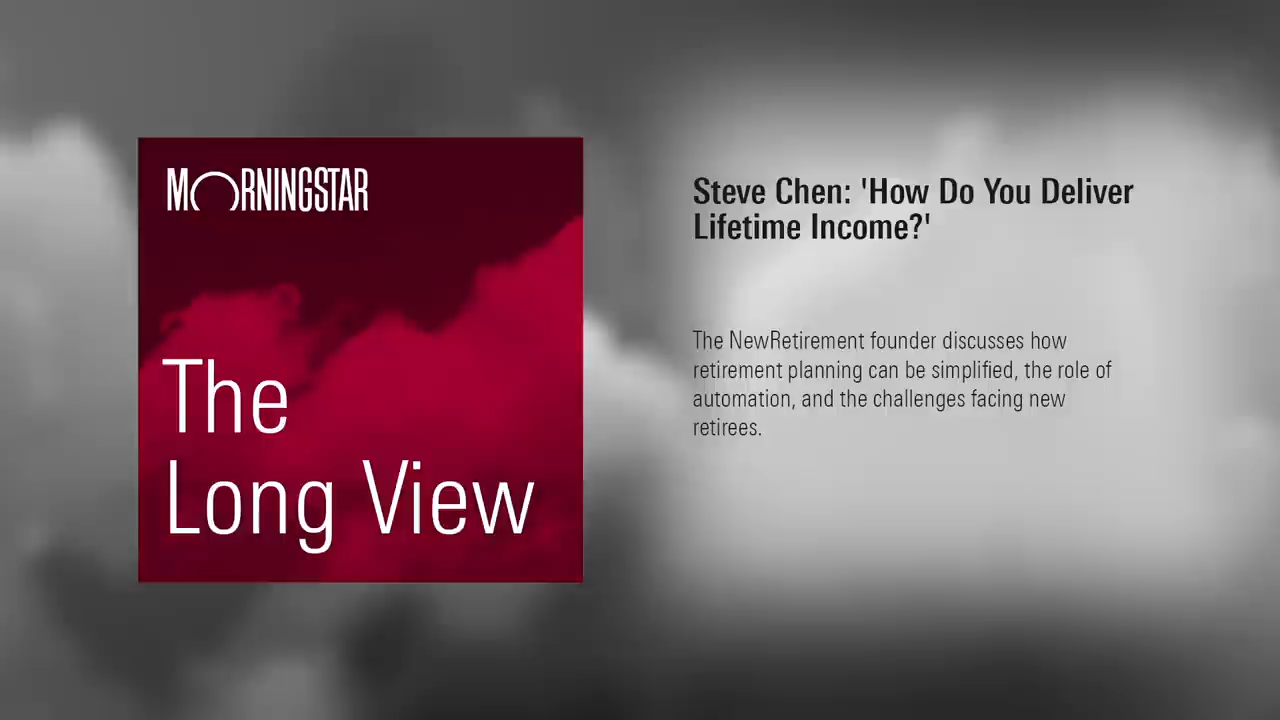 MORNINGSTAR
The
Long View
Steve Chen: 'How Do You Deliver
Lifetime Income?'
The NewRetirement founder discusses how
retirement planning can be simplified, the role of
automation, and the challenges facing new
retirees.